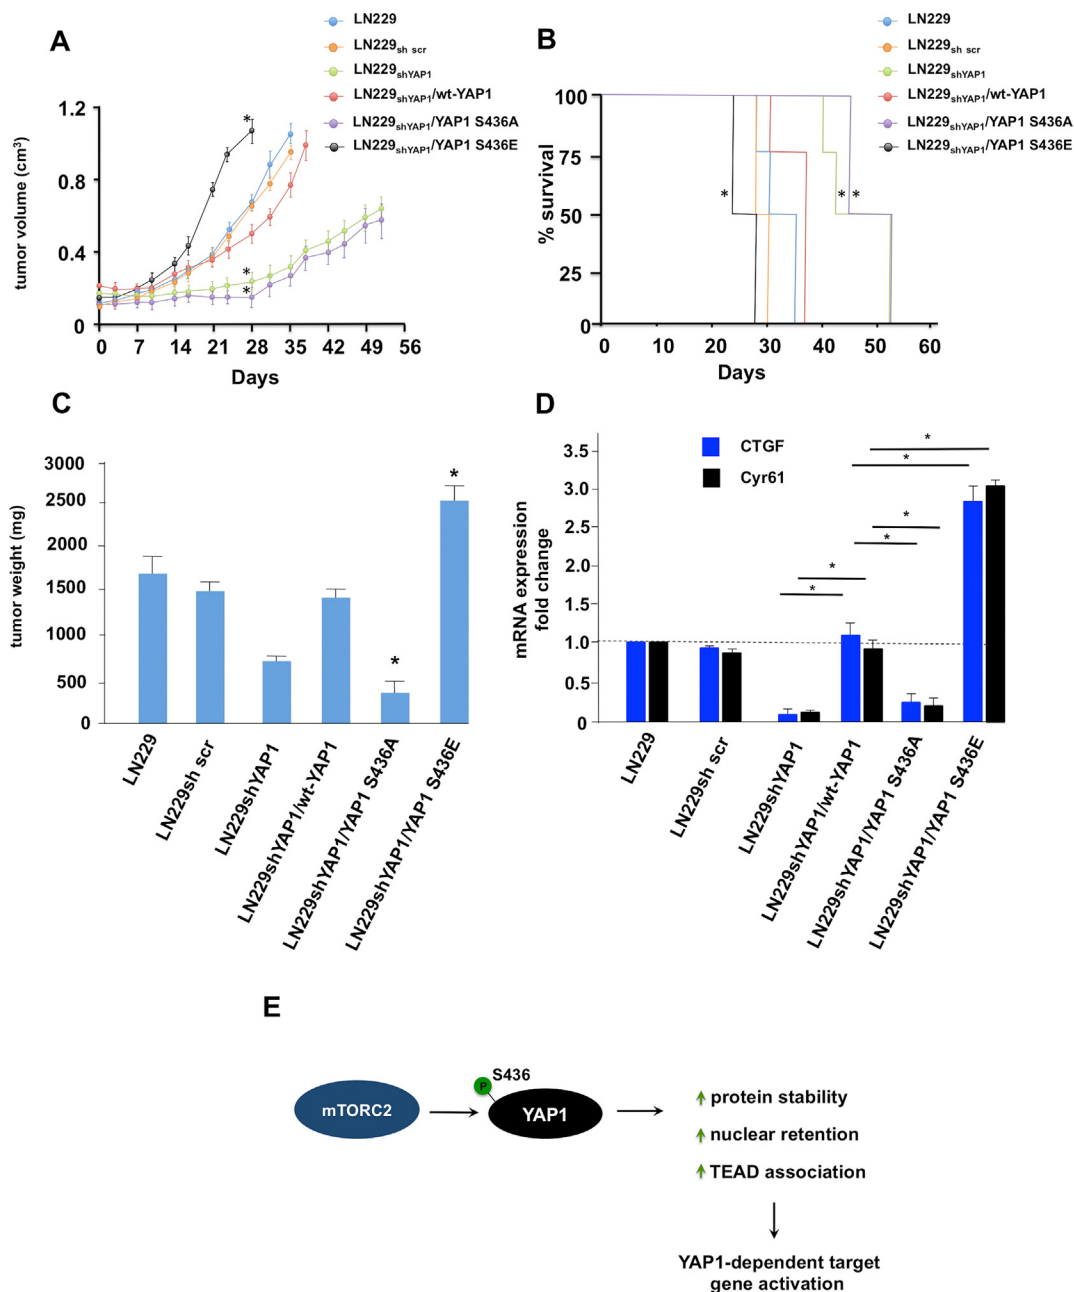 A
LN229
LN229sh scr
LN229shYAP1
LN229shYAP1/wt-YAP1
LN229shYAP1/YAP1 S436A
LN229shYAP1/YAP1 S436E
tumor volume (cm3)
1.2
0.8
0.4
0
*
*
*
0 7 14 21 28 35 42 49 56
Days
B
LN229
LN229sh scr
LN229shYAP1
LN229shYAP1/wt-YAP1
LN229shYAP1/YAP1 S436A
LN229shYAP1/YAP1 S436E
% survival
100
75
50
25
0
*
* *
0 10 20 30 40 50 60
Days
C
tumor weight (mg)
3000
2500
2000
1500
1000
500
0
*
*
LN229
LN229sh scr
LN229shYAP1
LN229shYAP1/wt-YAP1
LN229shYAP1/YAP1 S436A
LN229shYAP1/YAP1 S436E
D
CTGF
Cyr61
mRNA expression
fold change
3.5
3.0
2.5
2.0
1.5
1.0
0.5
0
*
*
*
*
*
*
LN229
LN229sh scr
LN229shYAP1
LN229shYAP1/wt-YAP1
LN229shYAP1/YAP1 S436A
LN229shYAP1/YAP1 S436E
E
mTORC2
P
S436
YAP1
protein stability
nuclear retention
TEAD association
YAP1-dependent target
gene activation